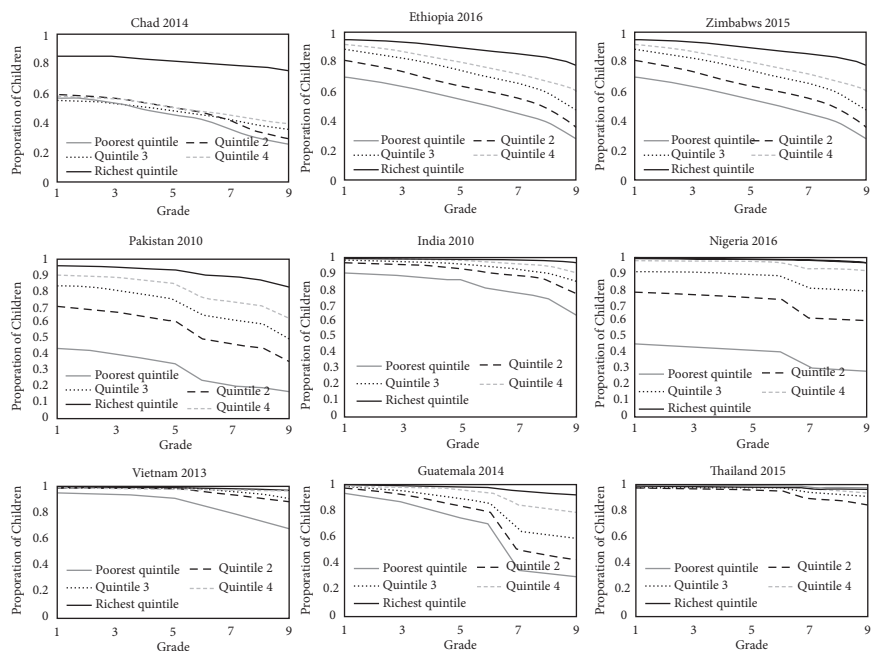 Chad 2014
Proporation of Children
1
0.8
0.6
0.4
0.2
0
Poorest quintile
Quintile 2
Quintile 3
Quintile 4
Richest quintile
1 3 5 7 9
Grade
Ethiopia 2016
Proporation of Children
1
0.8
0.6
0.4
0.2
0
Poorest quintile
Quintile 2
Quintile 3
Quintile 4
Richest quintile
1 3 5 7 9
Grade
Zimbabws 2015
Proporation of Children
1
0.8
0.6
0.4
0.2
0
Poorest quintile
Quintile 2
Quintile 3
Quintile 4
Richest quintile
1 3 5 7 9
Grade
Pakistan 2010
Proporation of Children
1
0.9
0.8
0.7
0.6
0.5
0.4
0.3
0.2
0.1
0
Poorest quintile
Quintile 2
Quintile 3
Quintile 4
Richest quintile
1 3 5 7 9
Grade
India 2010
Proporation of Children
1
0.9
0.8
0.7
0.6
0.5
0.4
0.3
0.2
0.1
0
Poorest quintile
Quintile 2
Quintile 3
Quintile 4
Richest quintile
1 3 5 7 9
Grade
Nigeria 2016
Proporation of Children
1
0.9
0.8
0.7
0.6
0.5
0.4
0.3
0.2
0.1
0
Poorest quintile
Quintile 2
Quintile 3
Quintile 4
Richest quintile
1 3 5 7 9
Grade
Vietnam 2013
Proporation of Children
1
0.8
0.6
0.4
0.2
0
Poorest quintile
Quintile 2
Quintile 3
Quintile 4
Richest quintile
1 3 5 7 9
Grade
Guatemala 2014
Proporation of Children
1
0.8
0.6
0.4
0.2
0
Poorest quintile
Quintile 2
Quintile 3
Quintile 4
Richest quintile
1 3 5 7 9
Grade
Thailand 2015
Proporation of Children
1
0.8
0.6
0.4
0.2
0
Poorest quintile
Quintile 2
Quintile 3
Quintile 4
Richest quintile
1 3 5 7 9
Grade